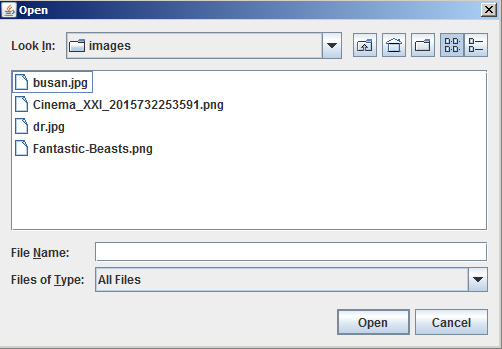 Open
Look In: images
busan.jpg
Cinema_XXI_2015732253591.png
dr.jpg
Fantastic-Beasts.png
File Name:
Files of Type: All Files
Open Cancel